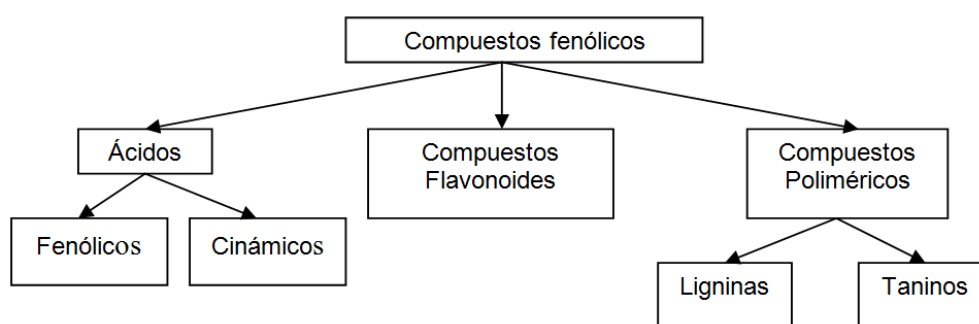 Compuestos fenólicos
Ácidos
Compuestos
Flavonoides
Compuestos
Poliméricos
Fenólicos
Cinámicos
Ligninas
Taninos